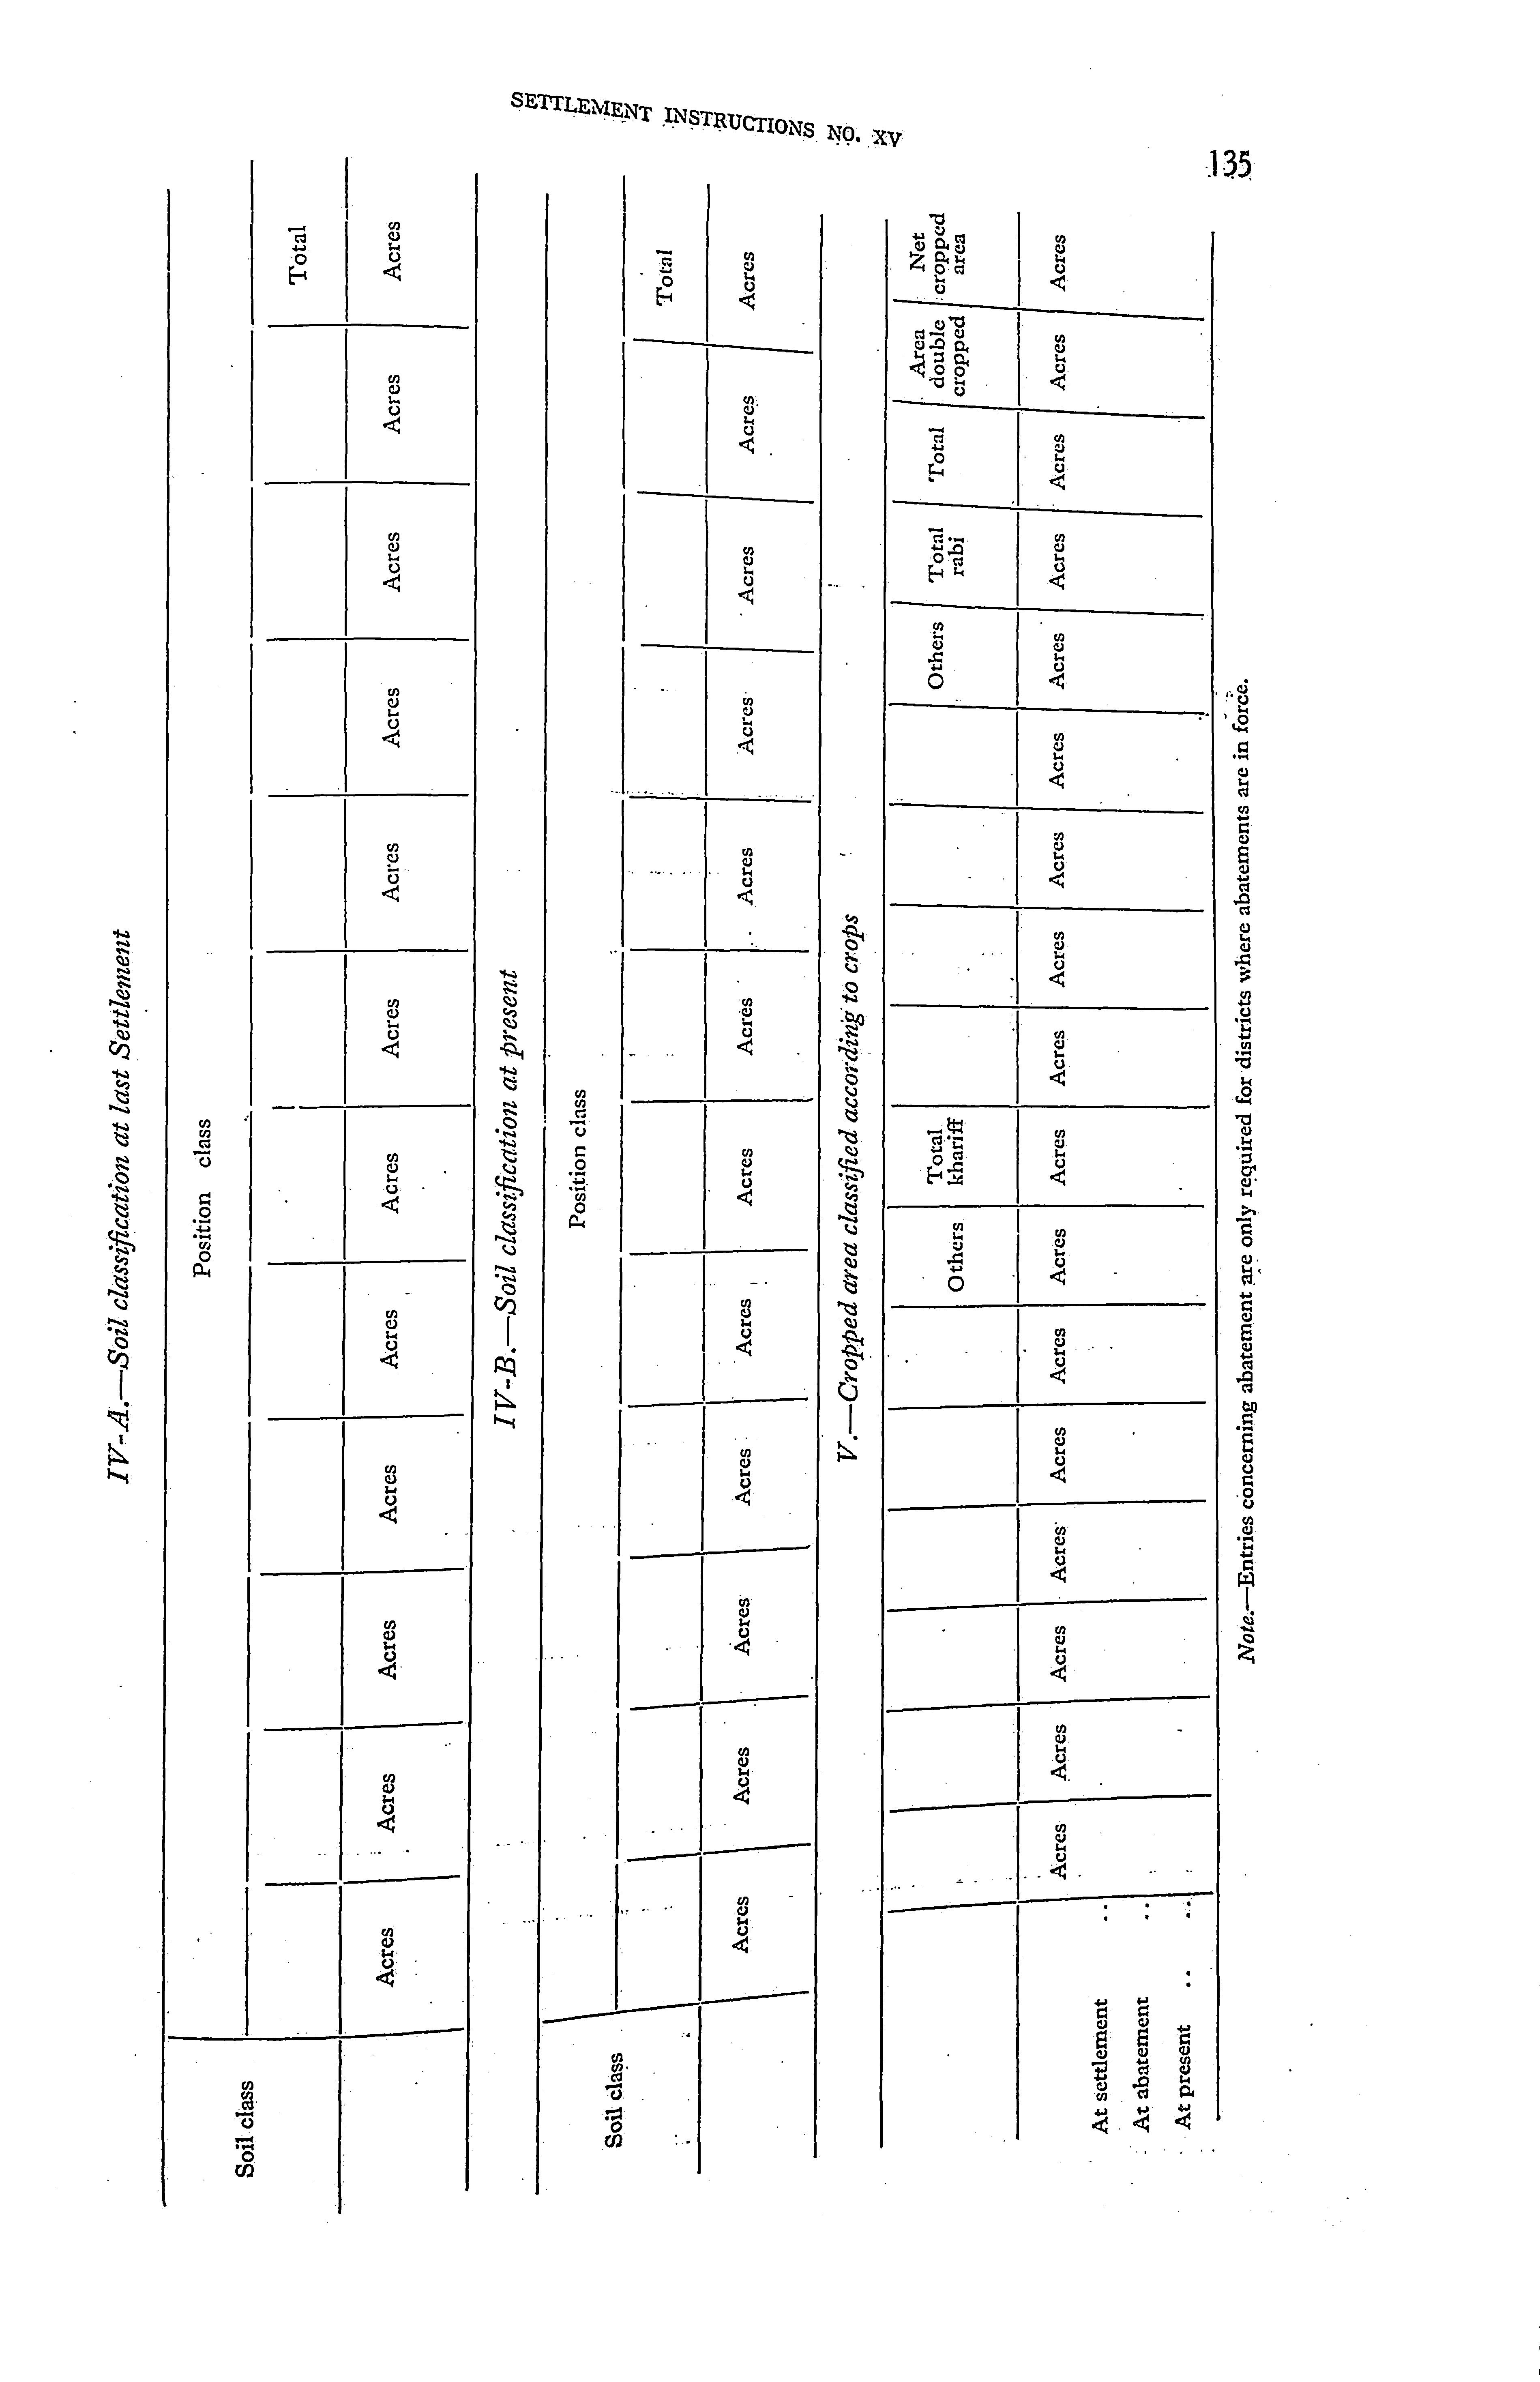 SETTLEMENT INSTRUCTIONS NO. XV
135
IV-A.—Soil classification at last Settlement
Position class
Soil class
Total
Acres Acres Acres Acres Acres Acres Acres Acres Acres Acres Acres Acres
IV-B.—Soil classification at present
Position class
Soil class
Total
Acres Acres Acres Acres Acres Acres Acres Acres Acres Acres Acres Acres
V.—Cropped area classified according to crops
Others
Total
khariff
Others
Total
rabi
Total
Area
double
cropped
Net
cropped
area
Acres Acres Acres Acres Acres Acres Acres Acres Acres Acres Acres Acres Acres Acres Acres Acres Acres
At settlement ..
At abatement ..
At present .. ..
Note.—Entries concerning abatement are only required for districts where abatements are in force.